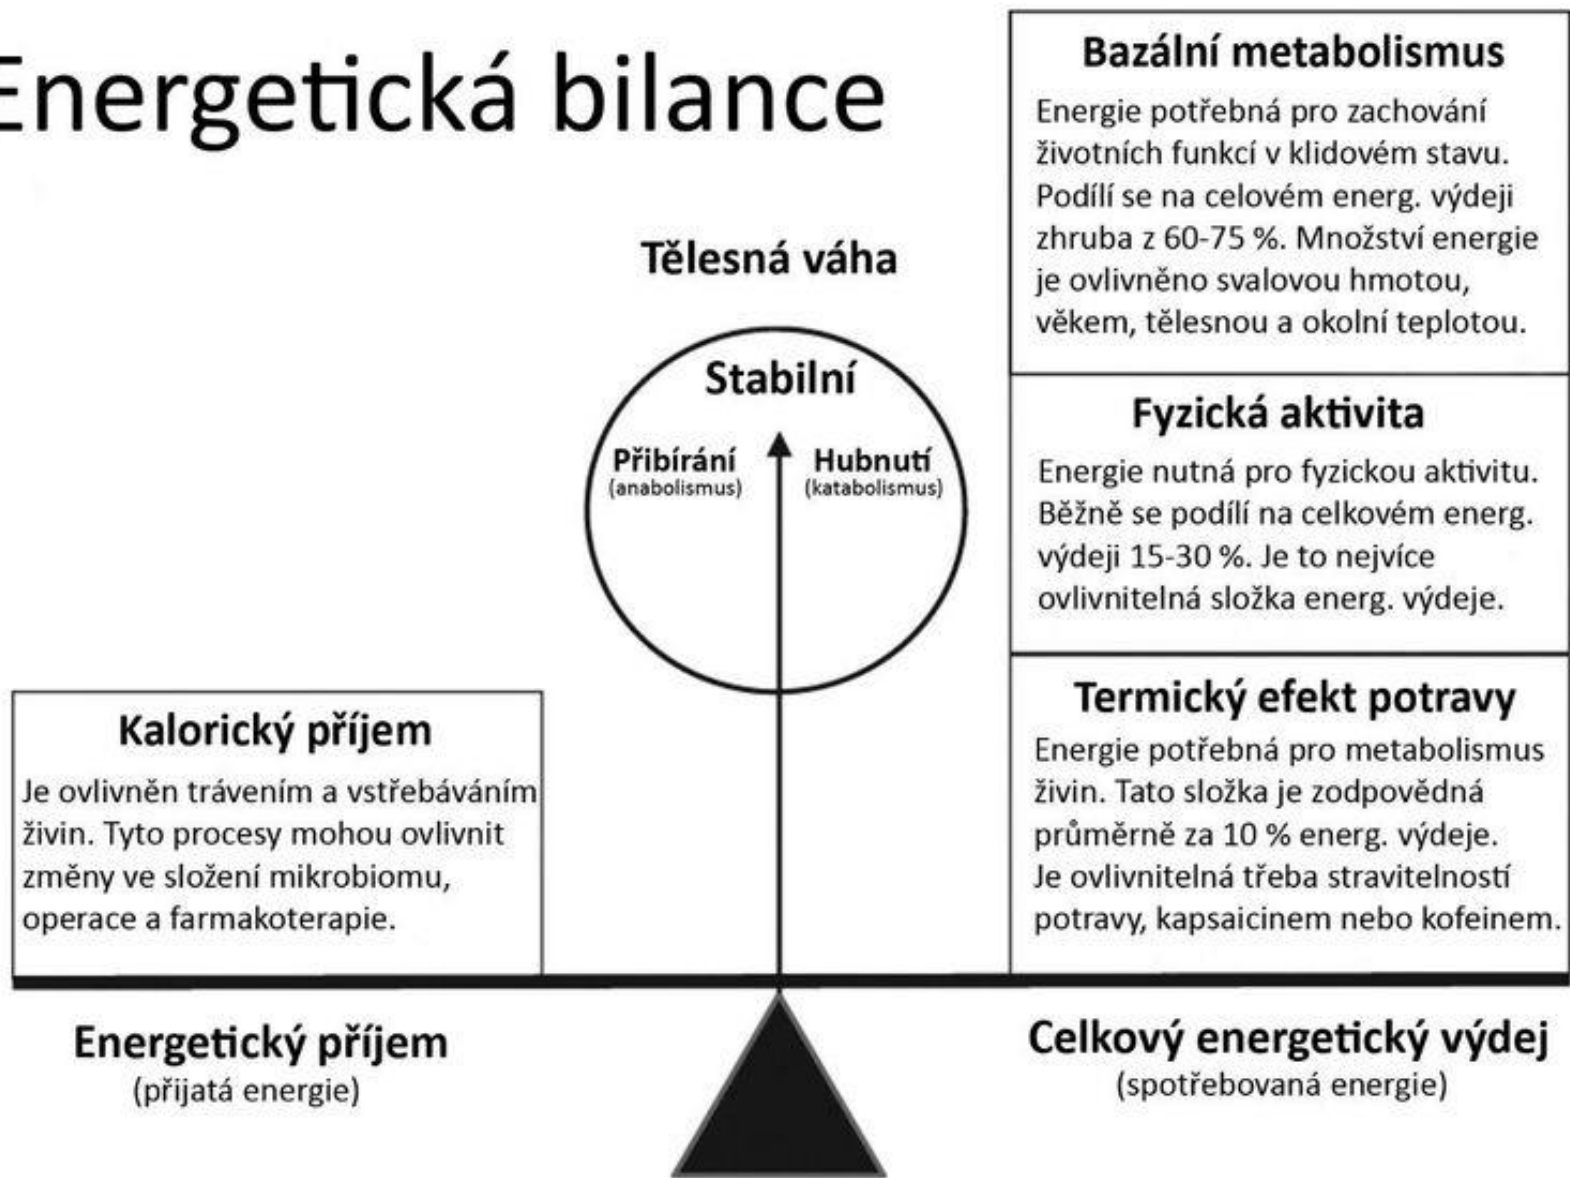 Energetická bilance
Bazální metabolismus
Energie potřebná pro zachování
životních funkcí v klidovém stavu.
Podílí se na celovém energ. výdeji
zhruba z 60-75 %. Množství energie
je ovlivněno svalovou hmotou,
věkem, tělesnou a okolní teplotou.
Tělesná váha
Stabilní
Přibírání
(anabolismus)
Hubnutí
(katabolismus)
Fyzická aktivita
Energie nutná pro fyzickou aktivitu.
Běžně se podílí na celkovém energ.
výdeji 15-30 %. Je to nejvíce
ovlivnitelná složka energ. výdeje.
Termický efekt potravy
Energie potřebná pro metabolismus
živin. Tato složka je zodpovědná
průměrně za 10 % energ. výdeje.
Je ovlivnitelná třeba stravitelností
potravy, kapsaicinem nebo kofeinem.
Kalorický příjem
Je ovlivněn trávením a vstřebáváním
živin. Tyto procesy mohou ovlivnit
změny ve složení mikrobiomu,
operace a farmakoterapie.
Energetický příjem
(přijatá energie)
Celkový energetický výdej
(spotřebovaná energie)